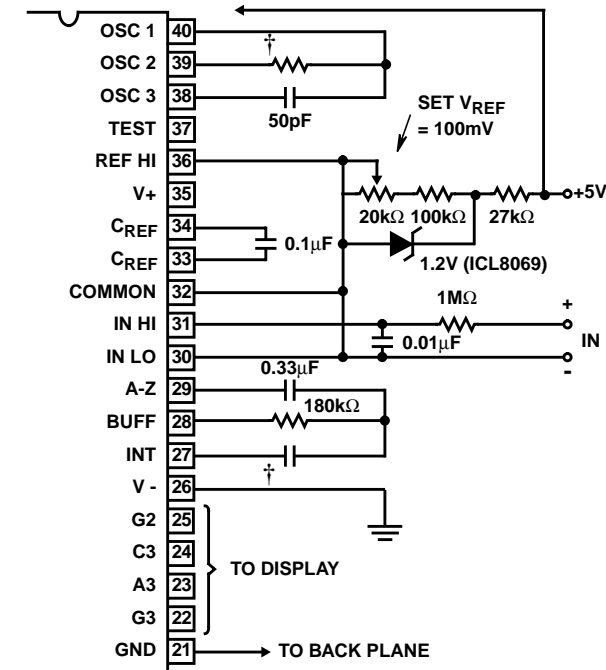 OSC 1 40
OSC 2 39
†
OSC 3 38
50pF
TEST 37
SET VREF
= 100mV
REF HI 36
V+ 35
+5V
20kΩ 100kΩ 27kΩ
CREF 34
0.1µF
CREF 33
1.2V (ICL8069)
COMMON 32
1MΩ
IN HI 31
+
0.01µF
IN
IN LO 30
-
0.33µF
A-Z 29
180kΩ
BUFF 28
INT 27
†
V - 26
G2 25
C3 24
TO DISPLAY
A3 23
G3 22
GND 21
TO BACK PLANE